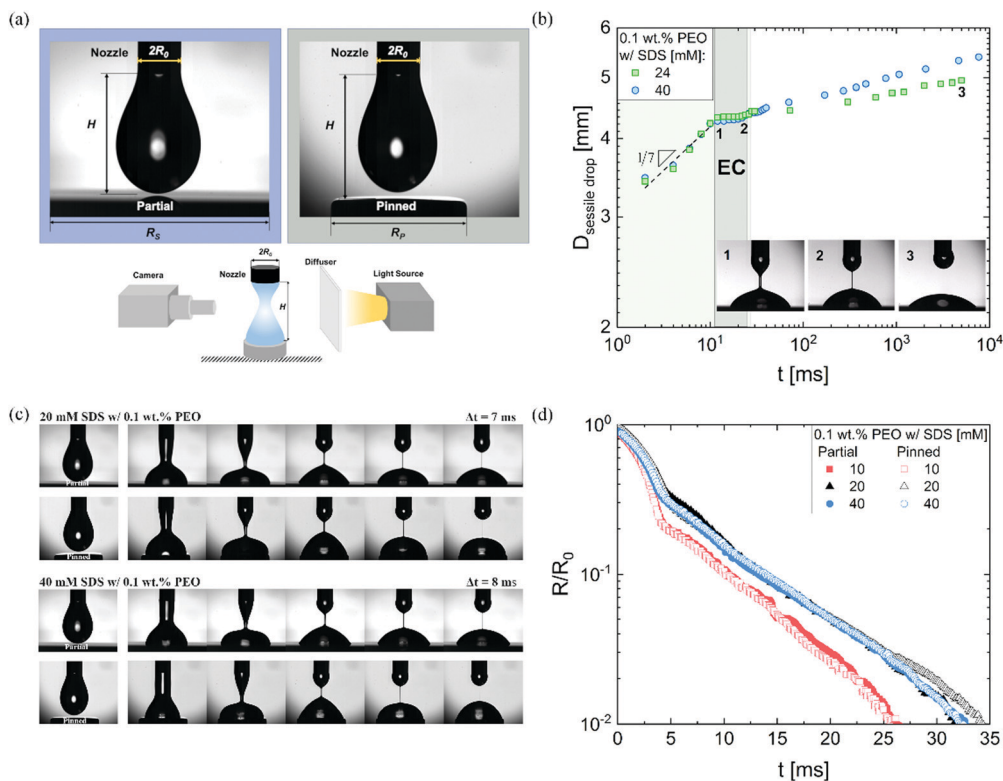 (a)
Nozzle
2R₀
H
Partial
Rₛ
Nozzle
2R₀
H
Pinned
Rₚ
Camera
Nozzle
2R₀
H
Diffuser
Light Source
(b)
0.1 wt.% PEO
w/ SDS [mM]:
24
40
1/7
1
2
EC
3
1
2
3
6
5
4
3
2
D_sessile drop [mm]
10⁰
10¹
10²
10³
10⁴
t [ms]
(c)
20 mM SDS w/ 0.1 wt.% PEO
Δt = 7 ms
Partial
Pinned
40 mM SDS w/ 0.1 wt.% PEO
Δt = 8 ms
Partial
Pinned
(d)
0.1 wt.% PEO w/ SDS [mM]
Partial Pinned
10 10
20 20
40 40
10⁰
10⁻¹
10⁻²
R/R₀
0 5 10 15 20 25 30 35
t [ms]